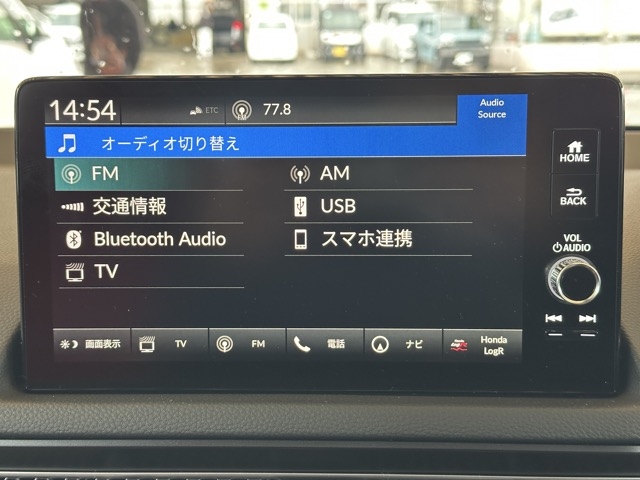 14:54 ETC 77.8 Audio Source
オーディオ切り替え
FM AM
交通情報 USB
Bluetooth Audio スマホ連携
TV
画面表示 TV FM 電話 ナビ Honda LogR
HOME
BACK
VOL
AUDIO